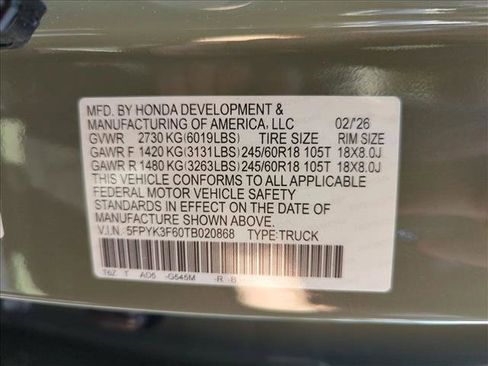 MFD. BY HONDA DEVELOPMENT &
MANUFACTURING OF AMERICA, LLC 02/'26
GVWR 2730 KG(6019LBS) TIRE SIZE RIM SIZE
GAWR F 1420 KG(3131LBS) 245/60R18 105T 18X8.0J
GAWR R 1480 KG(3263LBS) 245/60R18 105T 18X8.0J
THIS VEHICLE CONFORMS TO ALL APPLICABLE
FEDERAL MOTOR VEHICLE SAFETY
STANDARDS IN EFFECT ON THE DATE OF
MANUFACTURE SHOWN ABOVE.
V.I.N.: 5FPYK3F60TB020868 TYPE:TRUCK
T6Z Y AD5 -G545M -R -B